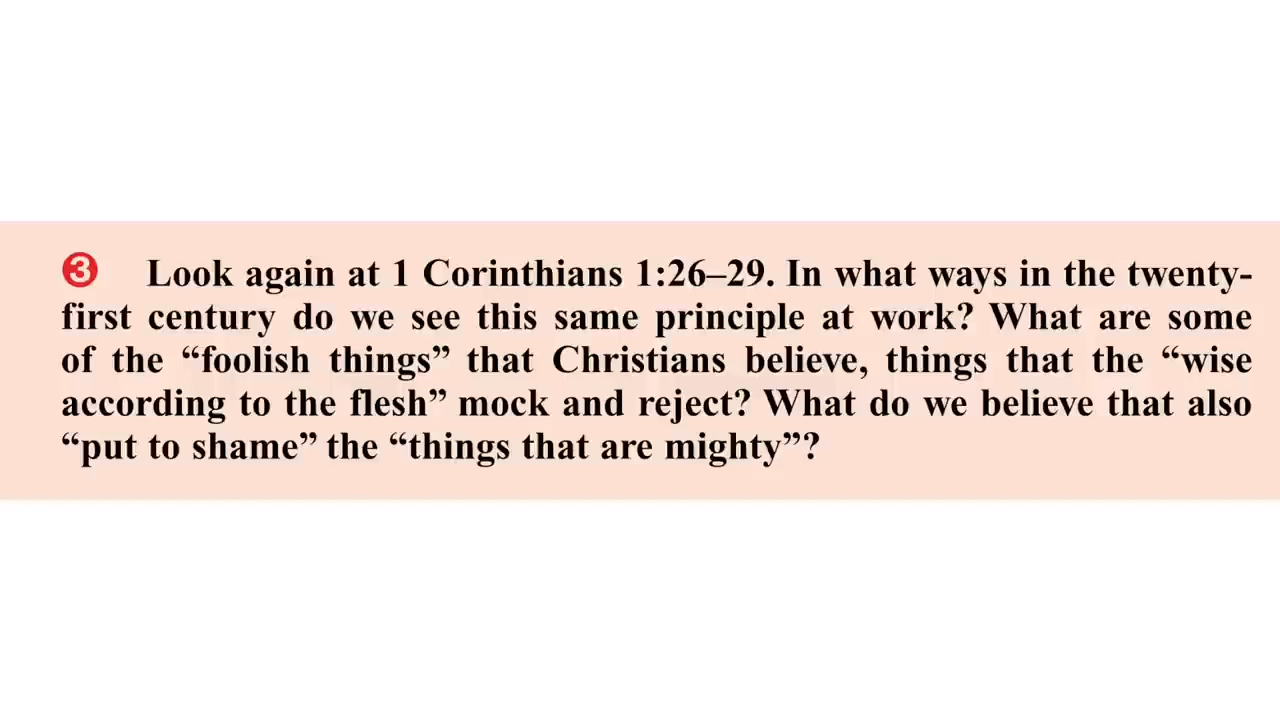 3 Look again at 1 Corinthians 1:26–29. In what ways in the twenty-
first century do we see this same principle at work? What are some
of the “foolish things” that Christians believe, things that the “wise
according to the flesh” mock and reject? What do we believe that also
“put to shame” the “things that are mighty”?